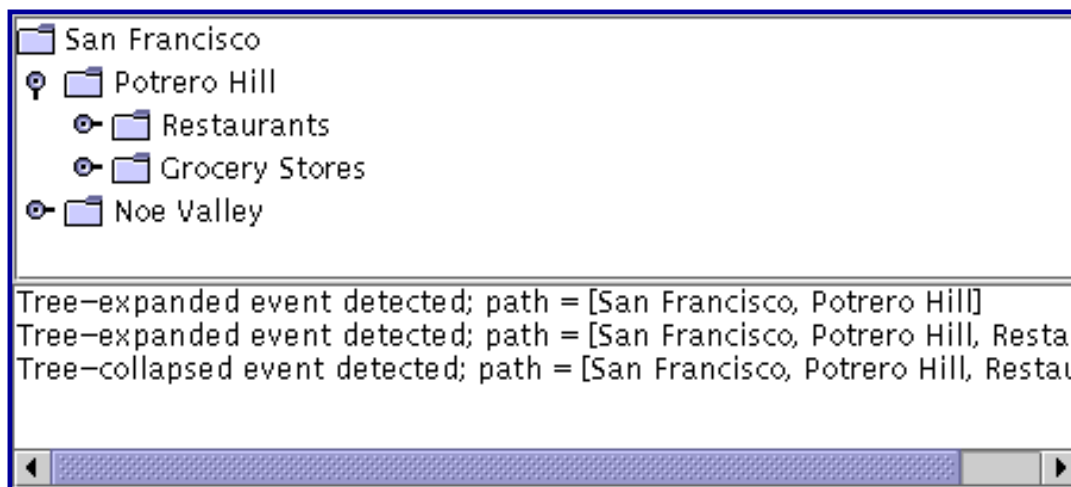 San Francisco
Potrero Hill
Restaurants
Grocery Stores
Noe Valley
Tree-expanded event detected; path = [San Francisco, Potrero Hill]
Tree-expanded event detected; path = [San Francisco, Potrero Hill, Resta
Tree-collapsed event detected; path = [San Francisco, Potrero Hill, Restau